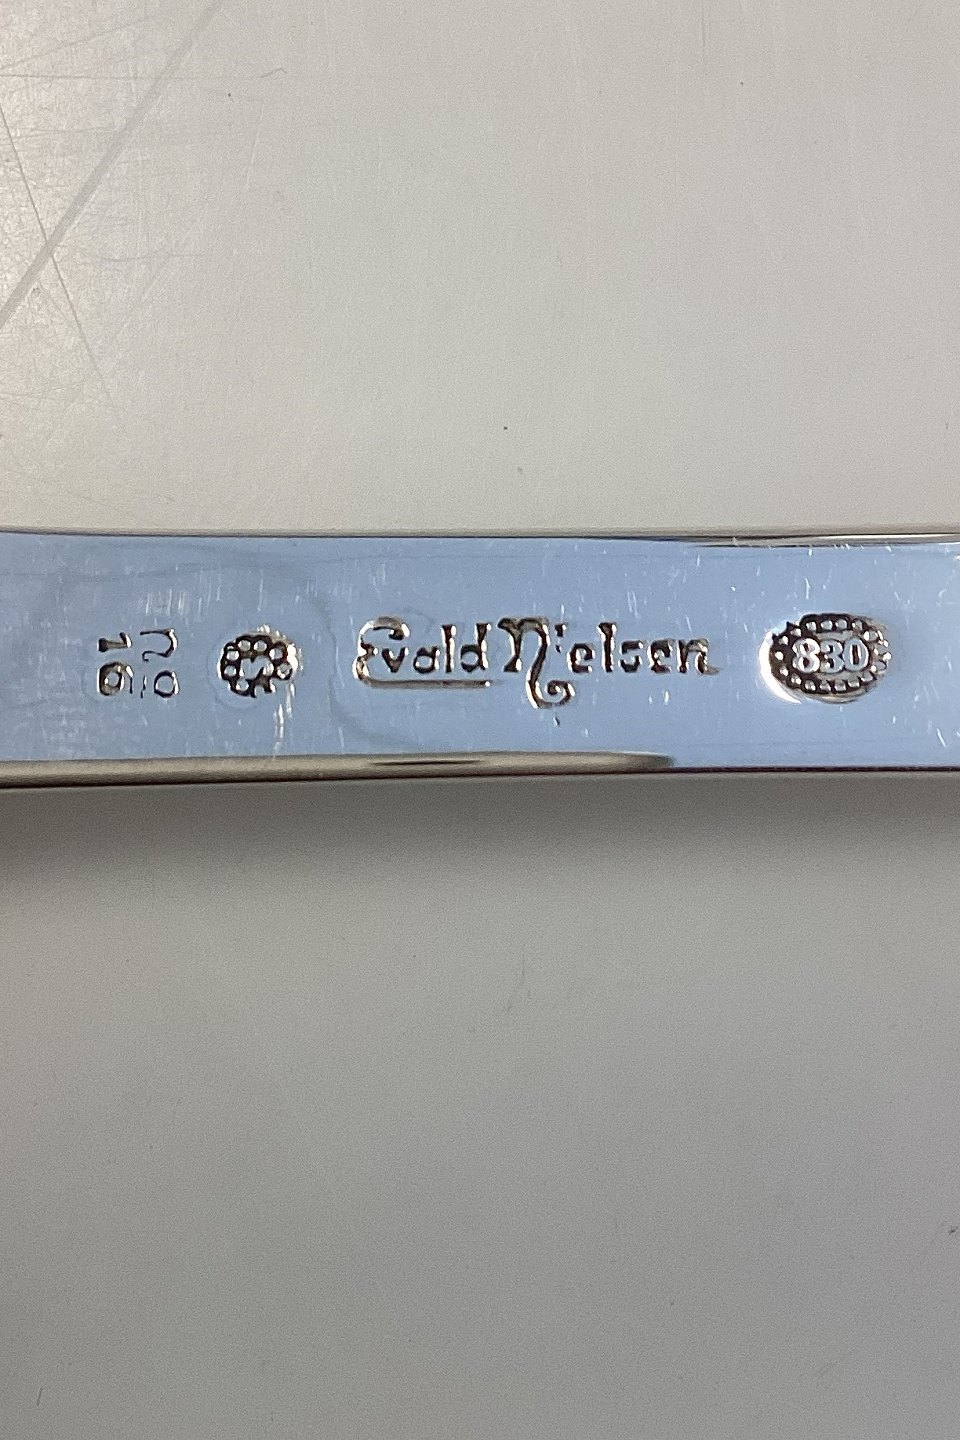 No 16
Evald Nielsen
830